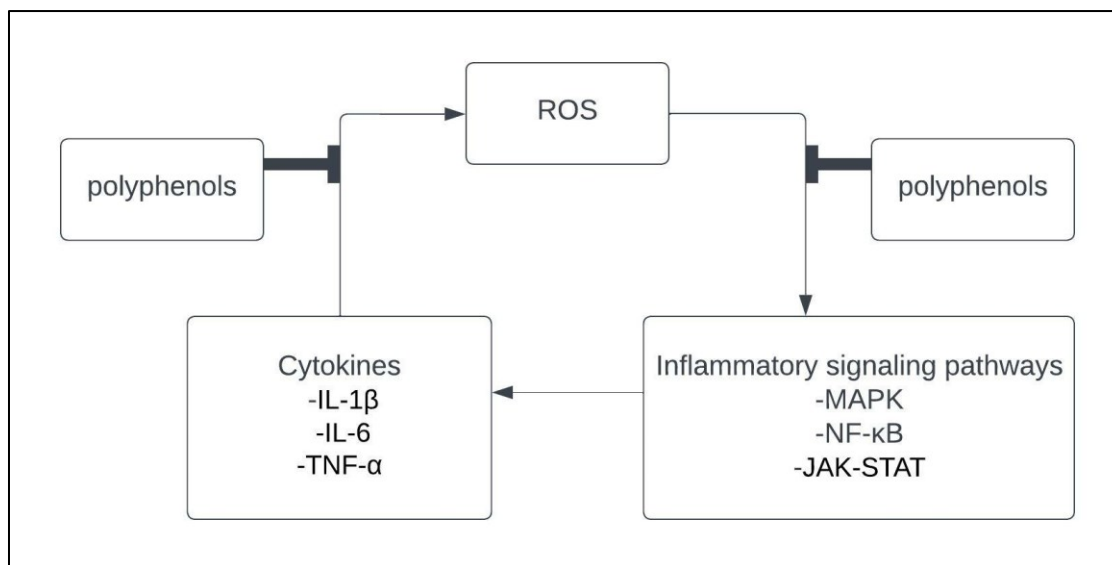 ROS
polyphenols
polyphenols
Cytokines
-IL-1β
-IL-6
-TNF-α
Inflammatory signaling pathways
-MAPK
-NF-κB
-JAK-STAT